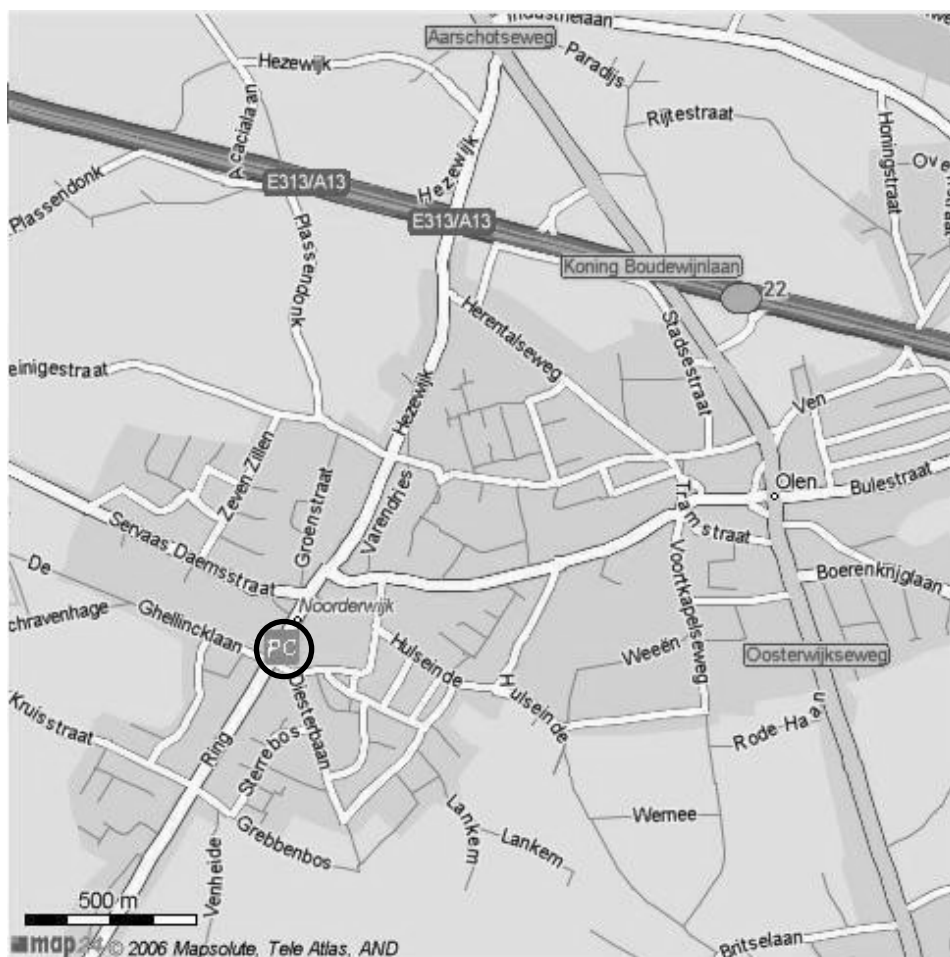 Industrielaan
Aarschotseweg
Hezewijk
Paradijs
Acacialaan
Rijtestraat
Honingstraat
Plassendonk
E313/A13
Hezewijk
E313/A13
Plassendonk
Koning Boudewijnlaan
22
Herentalseweg
Stadsestraat
einigestraat
Hezewijk
Ven
Zeven Zillen
Groenstraat
Varendries
Olen
Bulestraat
Tramstraat
Servaas Daemsstraat
De
Voortkapelseweg
Boerenkrijglaan
Noorderwijk
chravenhage
Ghellincklaan
PC
Hulseinde
Weeën
Oosterwijkseweg
Hulseinde
Kruisstraat
Diesterbaan
Ring
Sterrebos
Rode-Haan
Wernee
Lankem
Lankem
Grebbenbos
Venheide
500 m
Britselaan
map24 © 2006 Mapsolute, Tele Atlas, AND